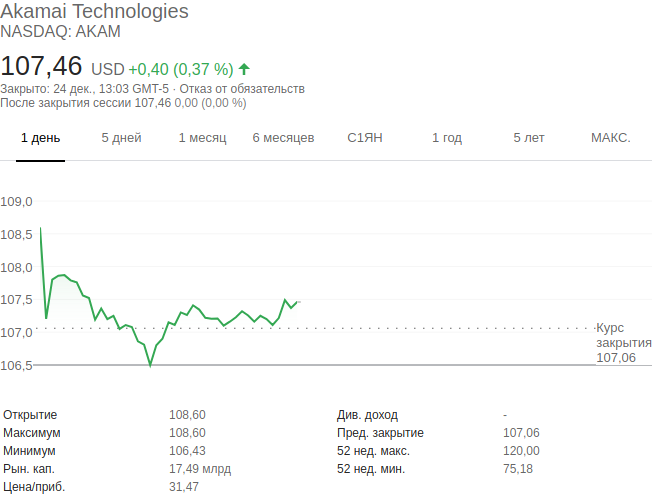 Akamai Technologies
NASDAQ: AKAM
107,46 USD +0,40 (0,37 %)
Закрыто: 24 дек., 13:03 GMT-5 · Отказ от обязательств
После закрытия сессии 107,46 0,00 (0,00 %)
1 день 5 дней 1 месяц 6 месяцев С1ЯН 1 год 5 лет МАКС.
109,0
108,5
108,0
107,5
107,0
106,5
Курс
закрытия
107,06
Открытие 108,60 Див. доход -
Максимум 108,60 Пред. закрытие 107,06
Минимум 106,43 52 нед. макс. 120,00
Рын. кап. 17,49 млрд 52 нед. мин. 75,18
Цена/приб. 31,47